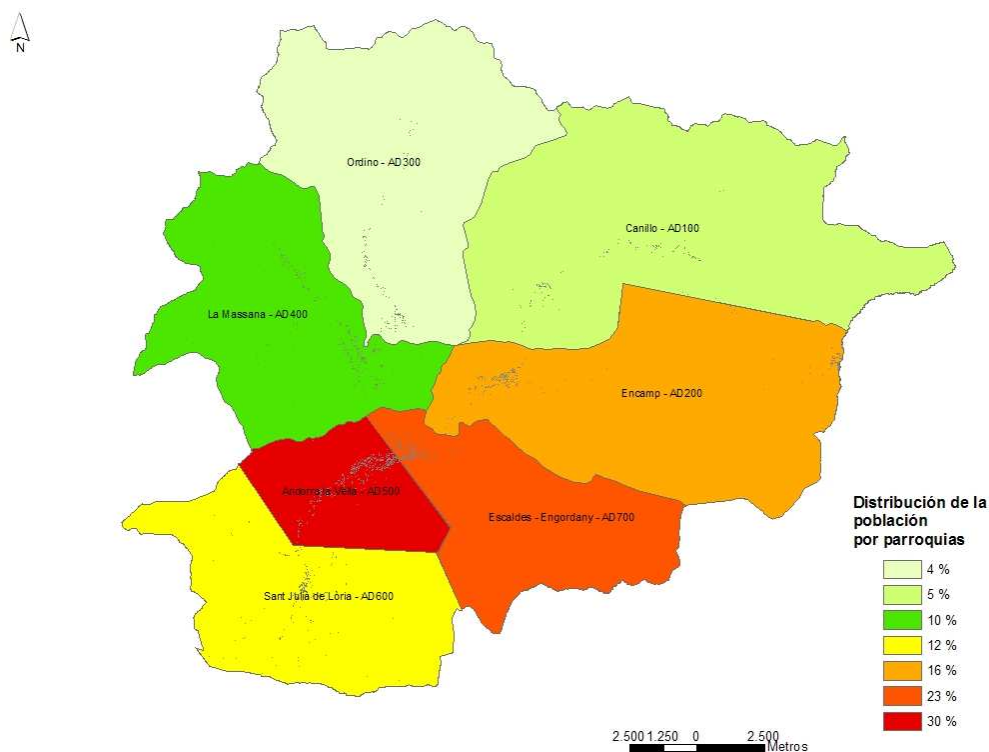 N
Ordino - AD300
Canillo - AD100
La Massana - AD400
Encamp - AD200
Andorra la Vella - AD500
Escaldes - Engordany - AD700
Sant Julià de Lòria - AD600
Distribución de la
población
por parroquias
4 %
5 %
10 %
12 %
16 %
23 %
30 %
2.500 1.250 0 2.500
Metros